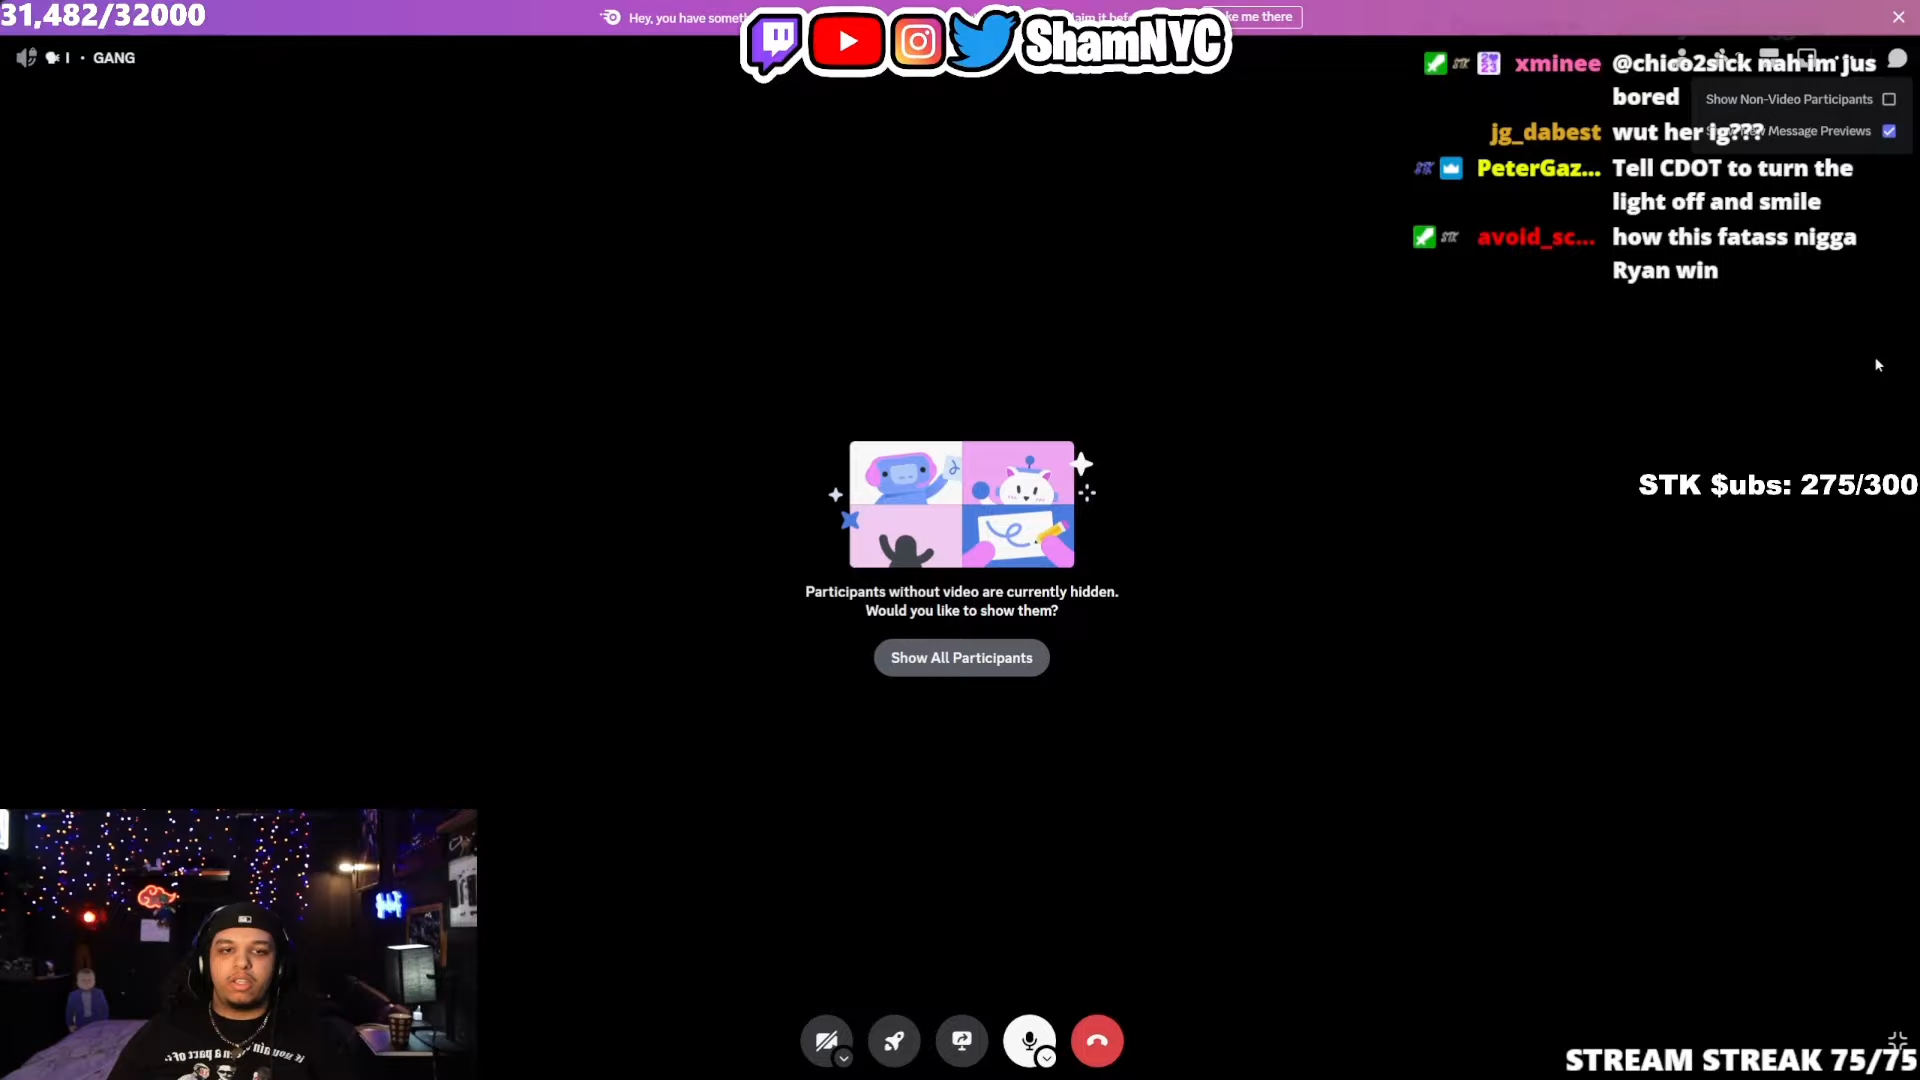 31,482/32000
Hey, you have
ke me there
ShamNYC
GANG
xminee @chico2sick nah im jus
bored
Show Non-Video Participants
jg_dabest wut her ig???
Message Previews
PeterGaz... Tell CDOT to turn the
light off and smile
avoid_sc... how this fatass nigga
Ryan win
STK $ubs: 275/300
Participants without video are currently hidden.
Would you like to show them?
Show All Participants
STREAM STREAK 75/75